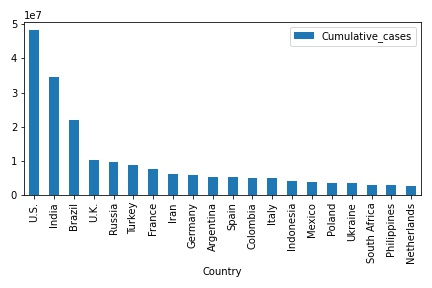 1e7
5
4
3
2
1
0
Cumulative_cases
U.S.
India
Brazil
U.K.
Russia
Turkey
France
Iran
Germany
Argentina
Spain
Colombia
Italy
Indonesia
Mexico
Poland
Ukraine
South Africa
Philippines
Netherlands
Country